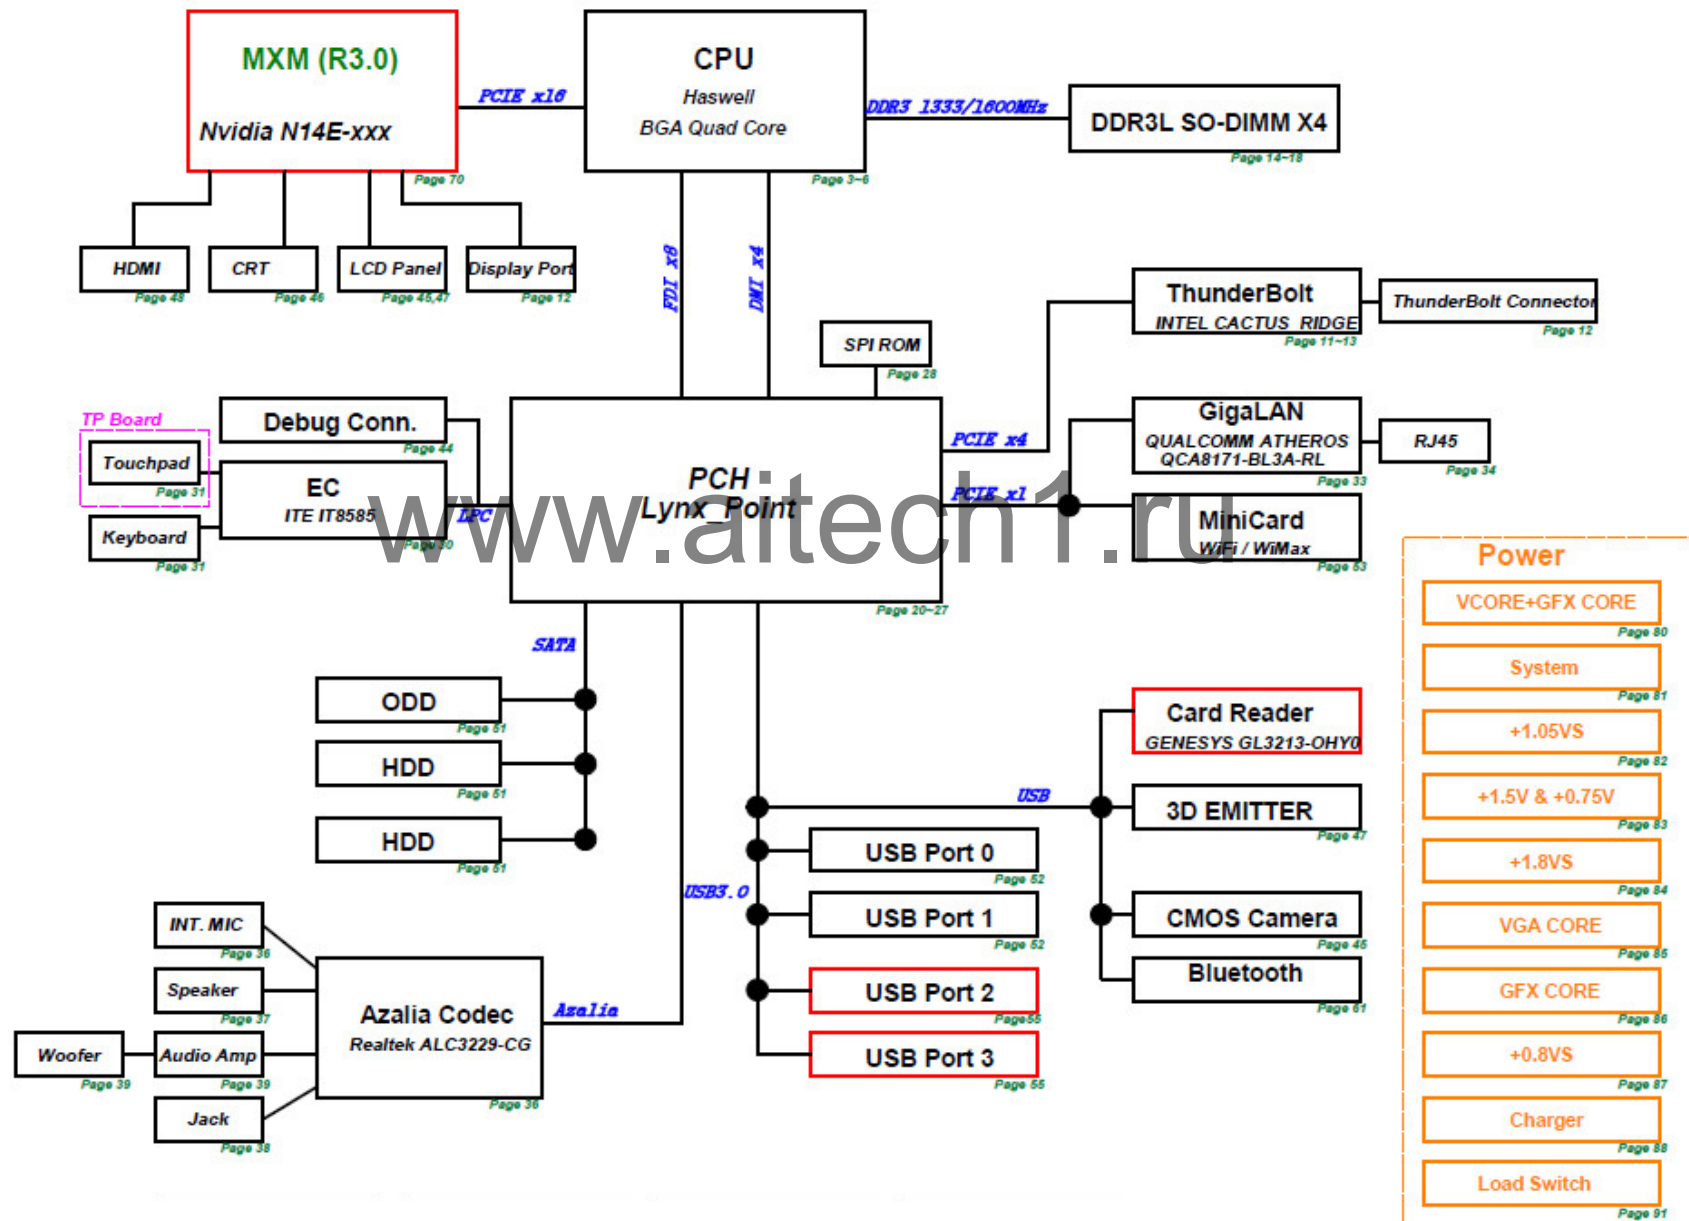 MXM (R3.0)
Nvidia N14E-xxx
Page 70
PCIE x16
CPU
Haswell
BGA Quad Core
Page 3~6
DDR3 1333/1600MHz
DDR3L SO-DIMM X4
Page 14~18
HDMI
Page 48
CRT
Page 46
LCD Panel
Page 45,47
Display Port
Page 12
FDI x8
DMI x4
SPI ROM
Page 28
ThunderBolt
INTEL CACTUS RIDGE
Page 11~13
ThunderBolt Connector
Page 12
TP Board
Touchpad
Page 31
Keyboard
Page 31
Debug Conn.
Page 44
EC
ITE IT8585
Page 30
LPC
PCH
Lynx_Point
Page 20~27
www.aitech1.ru
PCIE x4
PCIE x1
GigaLAN
QUALCOMM ATHEROS
QCA8171-BL3A-RL
Page 33
RJ45
Page 34
MiniCard
WiFi / WiMax
Page 53
SATA
ODD
Page 51
HDD
Page 51
HDD
Page 51
USB3.0
USB
Card Reader
GENESYS GL3213-OHY0
3D EMITTER
Page 47
CMOS Camera
Page 45
Bluetooth
Page 61
USB Port 0
Page 52
USB Port 1
Page 52
USB Port 2
Page55
USB Port 3
Page 55
INT. MIC
Page 36
Speaker
Page 37
Woofer
Page 39
Audio Amp
Page 39
Jack
Page 38
Azalia Codec
Realtek ALC3229-CG
Page 36
Azalia
Power
VCORE+GFX CORE
Page 80
System
Page 81
+1.05VS
Page 82
+1.5V & +0.75V
Page 83
+1.8VS
Page 84
VGA CORE
Page 85
GFX CORE
Page 86
+0.8VS
Page 87
Charger
Page 88
Load Switch
Page 91